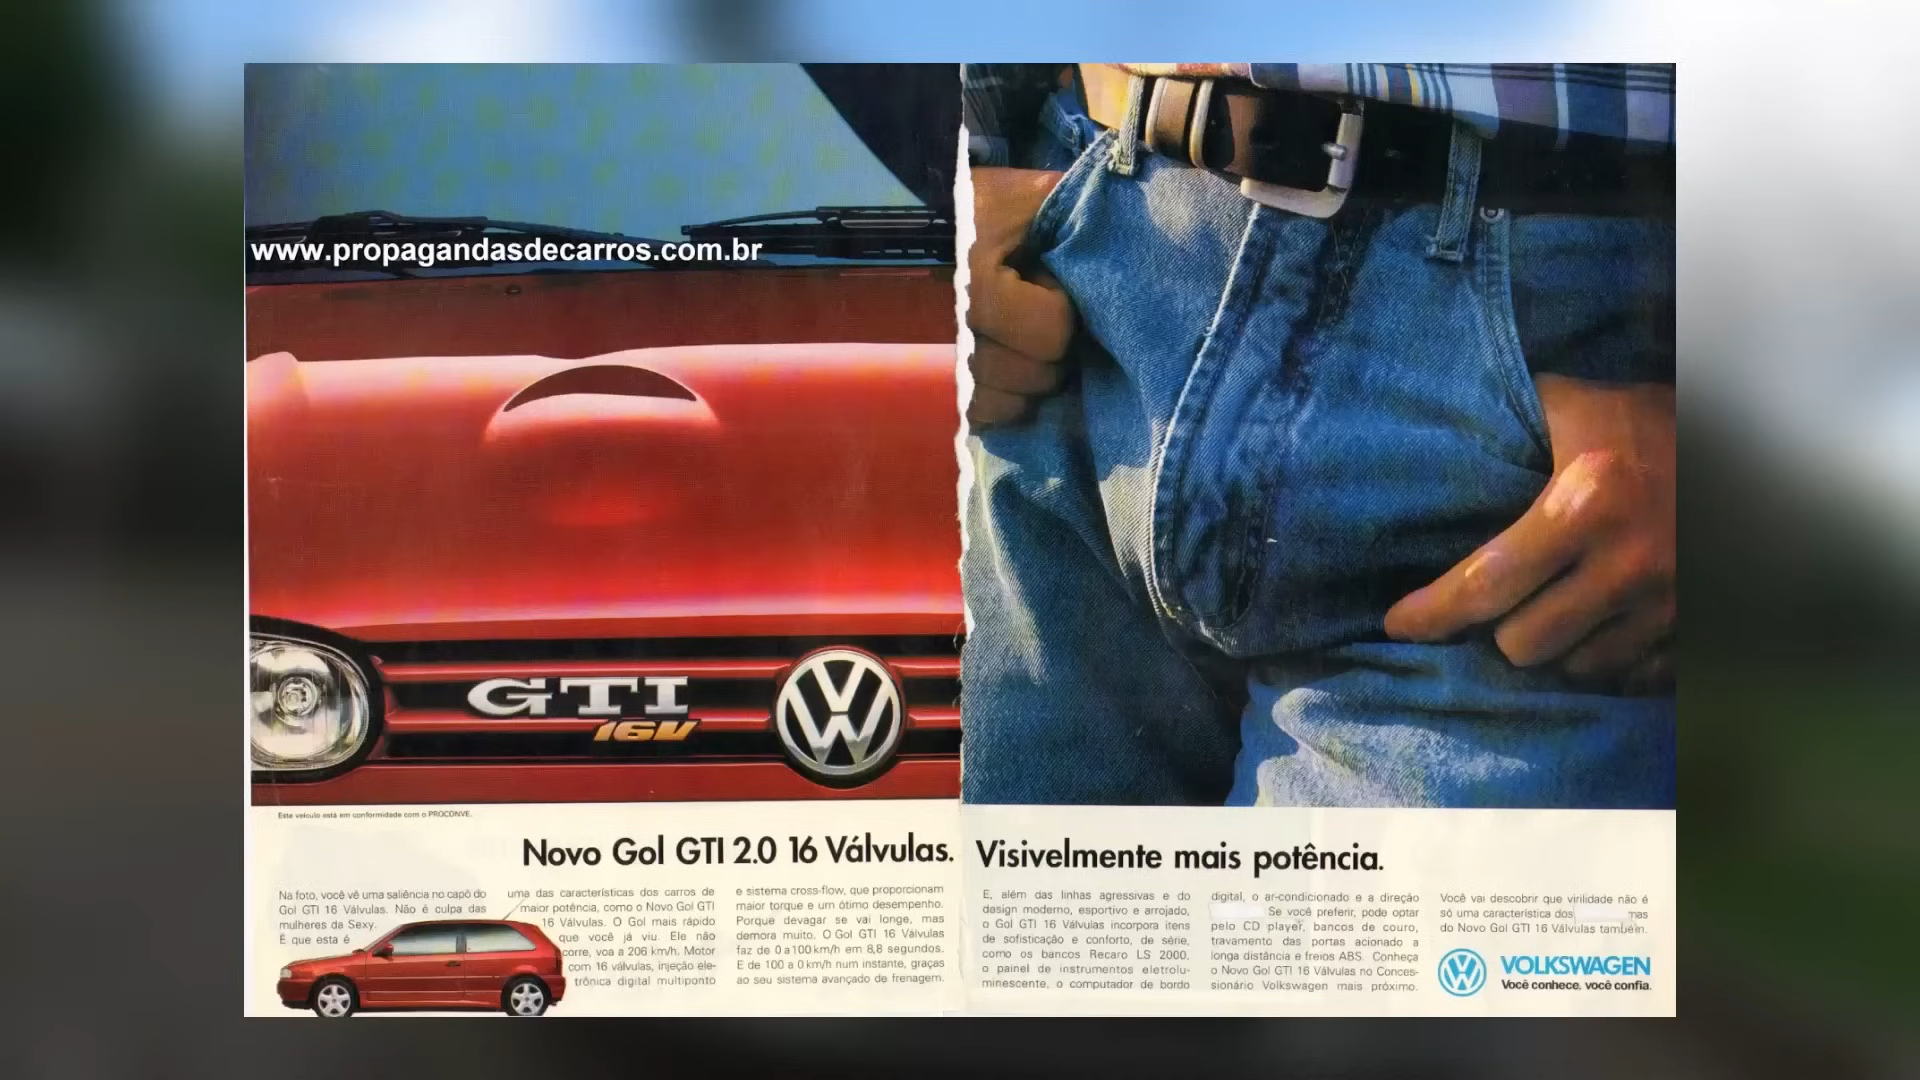 www.propagandasdecarros.com.br
GTI
16V
Este veículo está em conformidade com o PROCONVE.
Novo Gol GTI 2.0 16 Válvulas. Visivelmente mais potência.
Na foto, você vê uma saliência no capô do
Gol GTI 16 Válvulas. Não é culpa das
mulheres da Sexy.
E que esta é
uma das características dos carros de
maior potência, como o Novo Gol GTI
16 Válvulas. O Gol mais rápido
que você já viu. Ele não
corre, voa a 206 km/h. Motor
com 16 válvulas, injeção ele-
trônica digital multiponto
e sistema cross-flow, que proporcionam
maior torque e um ótimo desempenho.
Porque devagar se vai longe, mas
demora muito. O Gol GTI 16 Válvulas
faz de 0 a 100 km/h em 8,8 segundos.
E de 100 a 0 km/h num instante, graças
ao seu sistema avançado de frenagem.
E, além das linhas agressivas e do
design moderno, esportivo e arrojado,
o Gol GTI 16 Válvulas incorpora itens
de sofisticação e conforto, de série,
como os bancos Recaro LS 2000,
o painel de instrumentos eletrolu-
minescente, o computador de bordo
digital, o ar-condicionado e a direção
Se você preferir, pode optar
pelo CD player, bancos de couro,
travamento das portas acionado a
longa distância e freios ABS. Conheça
o Novo Gol GTI 16 Válvulas no Conces-
sionário Volkswagen mais próximo.
Você vai descobrir que virilidade não é
só uma característica dos mas
do Novo Gol GTI 16 Válvulas também.
VOLKSWAGEN
Você conhece, você confia.